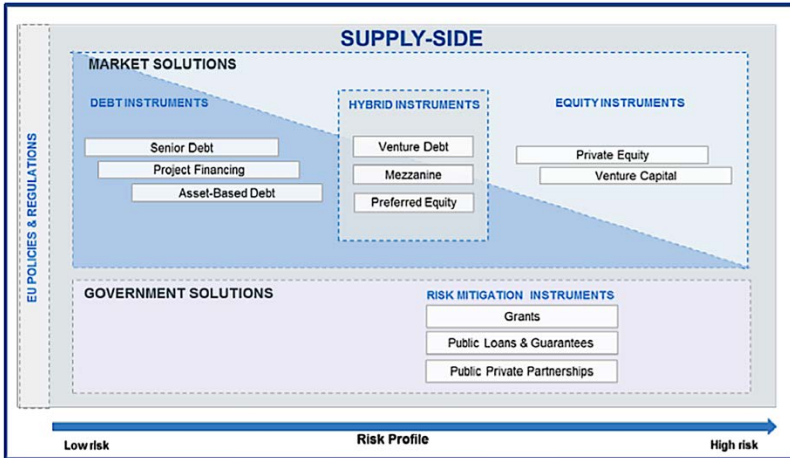 SUPPLY-SIDE
EU POLICIES & REGULATIONS
MARKET SOLUTIONS
DEBT INSTRUMENTS
Senior Debt
Project Financing
Asset-Based Debt
HYBRID INSTRUMENTS
Venture Debt
Mezzanine
Preferred Equity
EQUITY INSTRUMENTS
Private Equity
Venture Capital
GOVERNMENT SOLUTIONS
RISK MITIGATION INSTRUMENTS
Grants
Public Loans & Guarantees
Public Private Partnerships
Low risk
Risk Profile
High risk